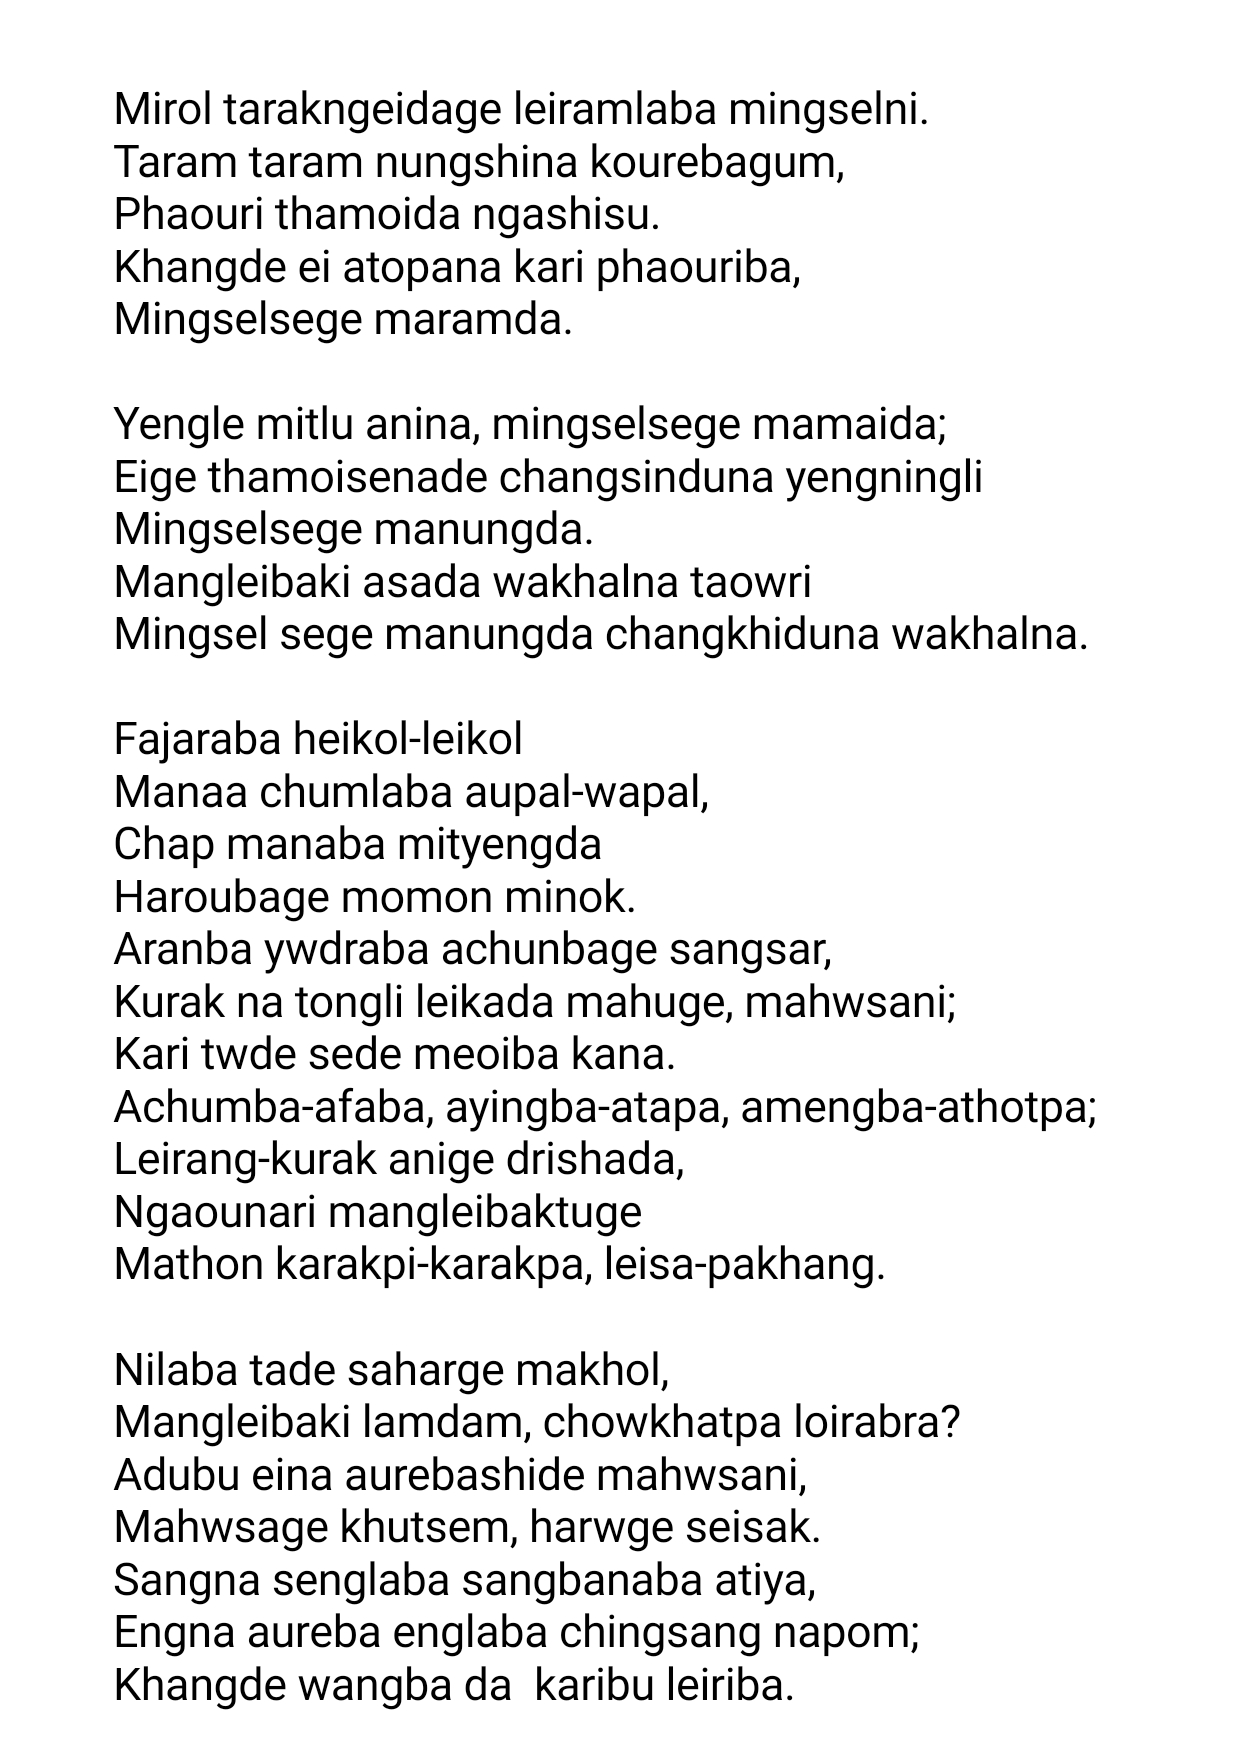 Mirol tarakngeidage leiramlaba mingselni.
Taram taram nungshina kourebagum,
Phaouri thamoida ngashisu.
Khangde ei atopana kari phaouriba,
Mingselsege maramda.

Yengle mitlu anina, mingselsege mamaida;
Eige thamoisenade changsinduna yengningli
Mingselsege manungda.
Mangleibaki asada wakhalna taowri
Mingsel sege manungda changkhiduna wakhalna.

Fajaraba heikol-leikol
Manaa chumlaba aupal-wapal,
Chap manaba mityengda
Haroubage momon minok.
Aranba ywdraba achunbage sangsar,
Kurak na tongli leikada mahuge, mahwsani;
Kari twde sede meoiba kana.
Achumba-afaba, ayingba-atapa, amengba-athotpa;
Leirang-kurak anige drishada,
Ngaounari mangleibaktuge
Mathon karakpi-karakpa, leisa-pakhang.

Nilaba tade saharge makhol,
Mangleibaki lamdam, chowkhatpa loirabra?
Adubu eina aurebashide mahwsani,
Mahwsage khutsem, harwge seisak.
Sangna senglaba sangbanaba atiya,
Engna aureba englaba chingsang napom;
Khangde wangba da  karibu leiriba.